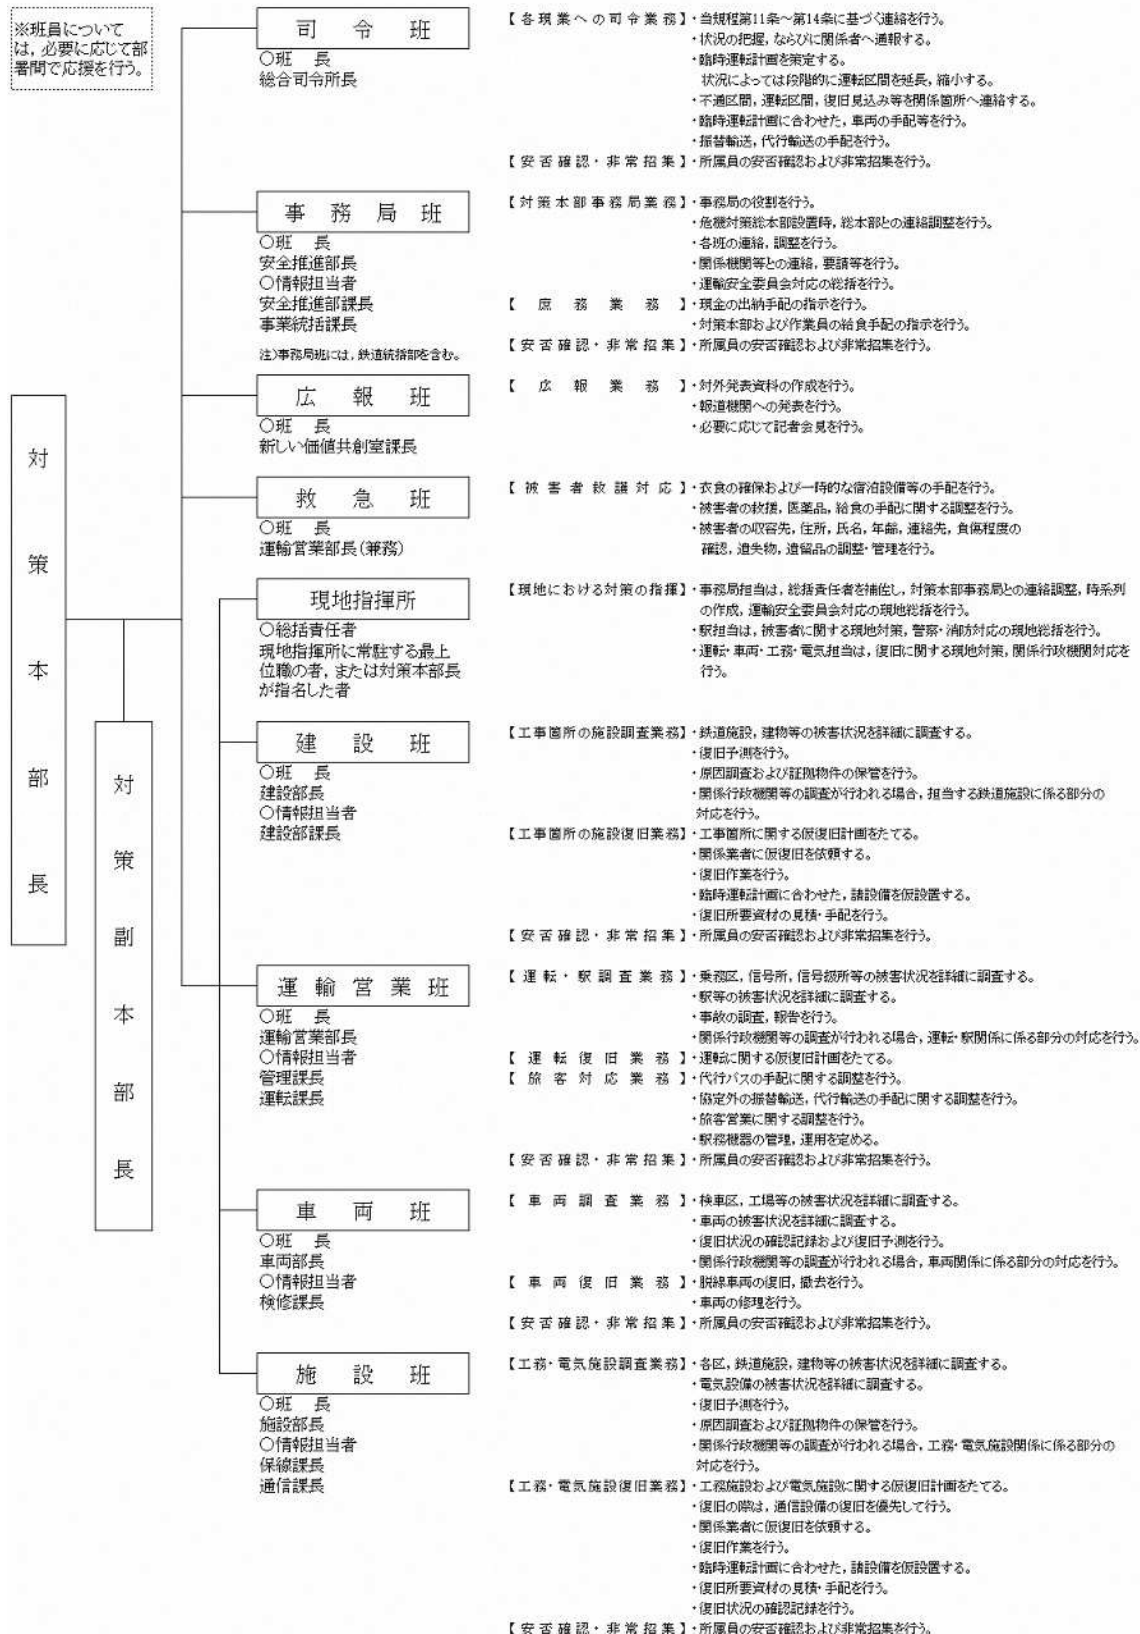 ※班員について
は，必要に応じて部
署間で応援を行う。
対策本部長
対策副本部長
司令班
○班　長
総合司令所長
【各現業への司令業務】・当規程第11条～第14条に基づく連絡を行う。
・状況の把握，ならびに関係者へ通報する。
・臨時運転計画を策定する。
状況によっては段階的に運転区間を延長，縮小する。
・不通区間，運転区間，復旧見込み等を関係箇所へ連絡する。
・臨時運転計画に合わせた，車両の手配等を行う。
・振替輸送，代行輸送の手配を行う。
【安否確認・非常招集】・所属員の安否確認および非常招集を行う。
事務局班
○班　長
安全推進部長
○情報担当者
安全推進部課長
事業統括課長
注）事務局班には，鉄道統括部を含む。
【対策本部事務局業務】・事務局の役割を行う。
・危機対策総本部設置時，総本部との連絡調整を行う。
・各班の連絡，調整を行う。
・関係機関等との連絡，要請等を行う。
・運輸安全委員会対応の総括を行う。
【庶務業務】・現金の出納手配の指示を行う。
・対策本部および作業員の給食手配の指示を行う。
【安否確認・非常招集】・所属員の安否確認および非常招集を行う。
広報班
○班　長
新しい価値共創室課長
【広報業務】・対外発表資料の作成を行う。
・報道機関への発表を行う。
・必要に応じて記者会見を行う。
救急班
○班　長
運輸営業部長（兼務）
【被害者救護対応】・衣食の確保および一時的な宿泊設備等の手配を行う。
・被害者の救援，医薬品，給食の手配に関する調整を行う。
・被害者の収容先，住所，氏名，年齢，連絡先，負傷程度の
確認，遺失物，遺留品の調整・管理を行う。
現地指揮所
○総括責任者
現地指揮所に常駐する最上
位職の者，または対策本部長
が指名した者
【現地における対策の指揮】・事務局担当は，総括責任者を補佐し，対策本部事務局との連絡調整，時系列
の作成，運輸安全委員会対応の現地総括を行う。
・駅担当は，被害者に関する現地対策，警察・消防対応の現地総括を行う。
・運転・車両・工務・電気担当は，復旧に関する現地対策，関係行政機関対応を
行う。
建設班
○班　長
建設部長
○情報担当者
建設部課長
【工事箇所の施設調査業務】・鉄道施設，建物等の被害状況を詳細に調査する。
・復旧予測を行う。
・原因調査および証拠物件の保管を行う。
・関係行政機関等の調査が行われる場合，担当する鉄道施設に係る部分の
対応を行う。
【工事箇所の施設復旧業務】・工事箇所に関する仮復旧計画をたてる。
・関係業者に仮復旧を依頼する。
・復旧作業を行う。
・臨時運転計画に合わせた，諸設備を仮設置する。
・復旧所要資材の見積・手配を行う。
【安否確認・非常招集】・所属員の安否確認および非常招集を行う。
運輸営業班
○班　長
運輸営業部長
○情報担当者
管理課長
運転課長
【運転・駅調査業務】・乗務区，信号所，信号扱所等の被害状況を詳細に調査する。
・駅等の被害状況を詳細に調査する。
・事故の調査，報告を行う。
・関係行政機関等の調査が行われる場合，運転・駅関係に係る部分の対応を行う。
【運転復旧業務】・運転に関する仮復旧計画をたてる。
【旅客対応業務】・代行バスの手配に関する調整を行う。
・協定外の振替輸送，代行輸送の手配に関する調整を行う。
・旅客営業に関する調整を行う。
・駅務機器の管理，運用を定める。
【安否確認・非常招集】・所属員の安否確認および非常招集を行う。
車両班
○班　長
車両部長
○情報担当者
検修課長
【車両調査業務】・検車区，工場等の被害状況を詳細に調査する。
・車両の被害状況を詳細に調査する。
・復旧状況の確認記録および復旧予測を行う。
・関係行政機関等の調査が行われる場合，車両関係に係る部分の対応を行う。
【車両復旧業務】・脱線車両の復旧，撤去を行う。
・車両の修理を行う。
【安否確認・非常招集】・所属員の安否確認および非常招集を行う。
施設班
○班　長
施設部長
○情報担当者
保線課長
通信課長
【工務・電気施設調査業務】・各区，鉄道施設，建物等の被害状況を詳細に調査する。
・電気設備の被害状況を詳細に調査する。
・復旧予測を行う。
・原因調査および証拠物件の保管を行う。
・関係行政機関等の調査が行われる場合，工務・電気施設関係に係る部分の
対応を行う。
【工務・電気施設復旧業務】・工務施設および電気施設に関する仮復旧計画をたてる。
・復旧の際は，通信設備の復旧を優先して行う。
・関係業者に仮復旧を依頼する。
・復旧作業を行う。
・臨時運転計画に合わせた，諸設備を仮設置する。
・復旧所要資材の見積・手配を行う。
・復旧状況の確認記録を行う。
【安否確認・非常招集】・所属員の安否確認および非常招集を行う。